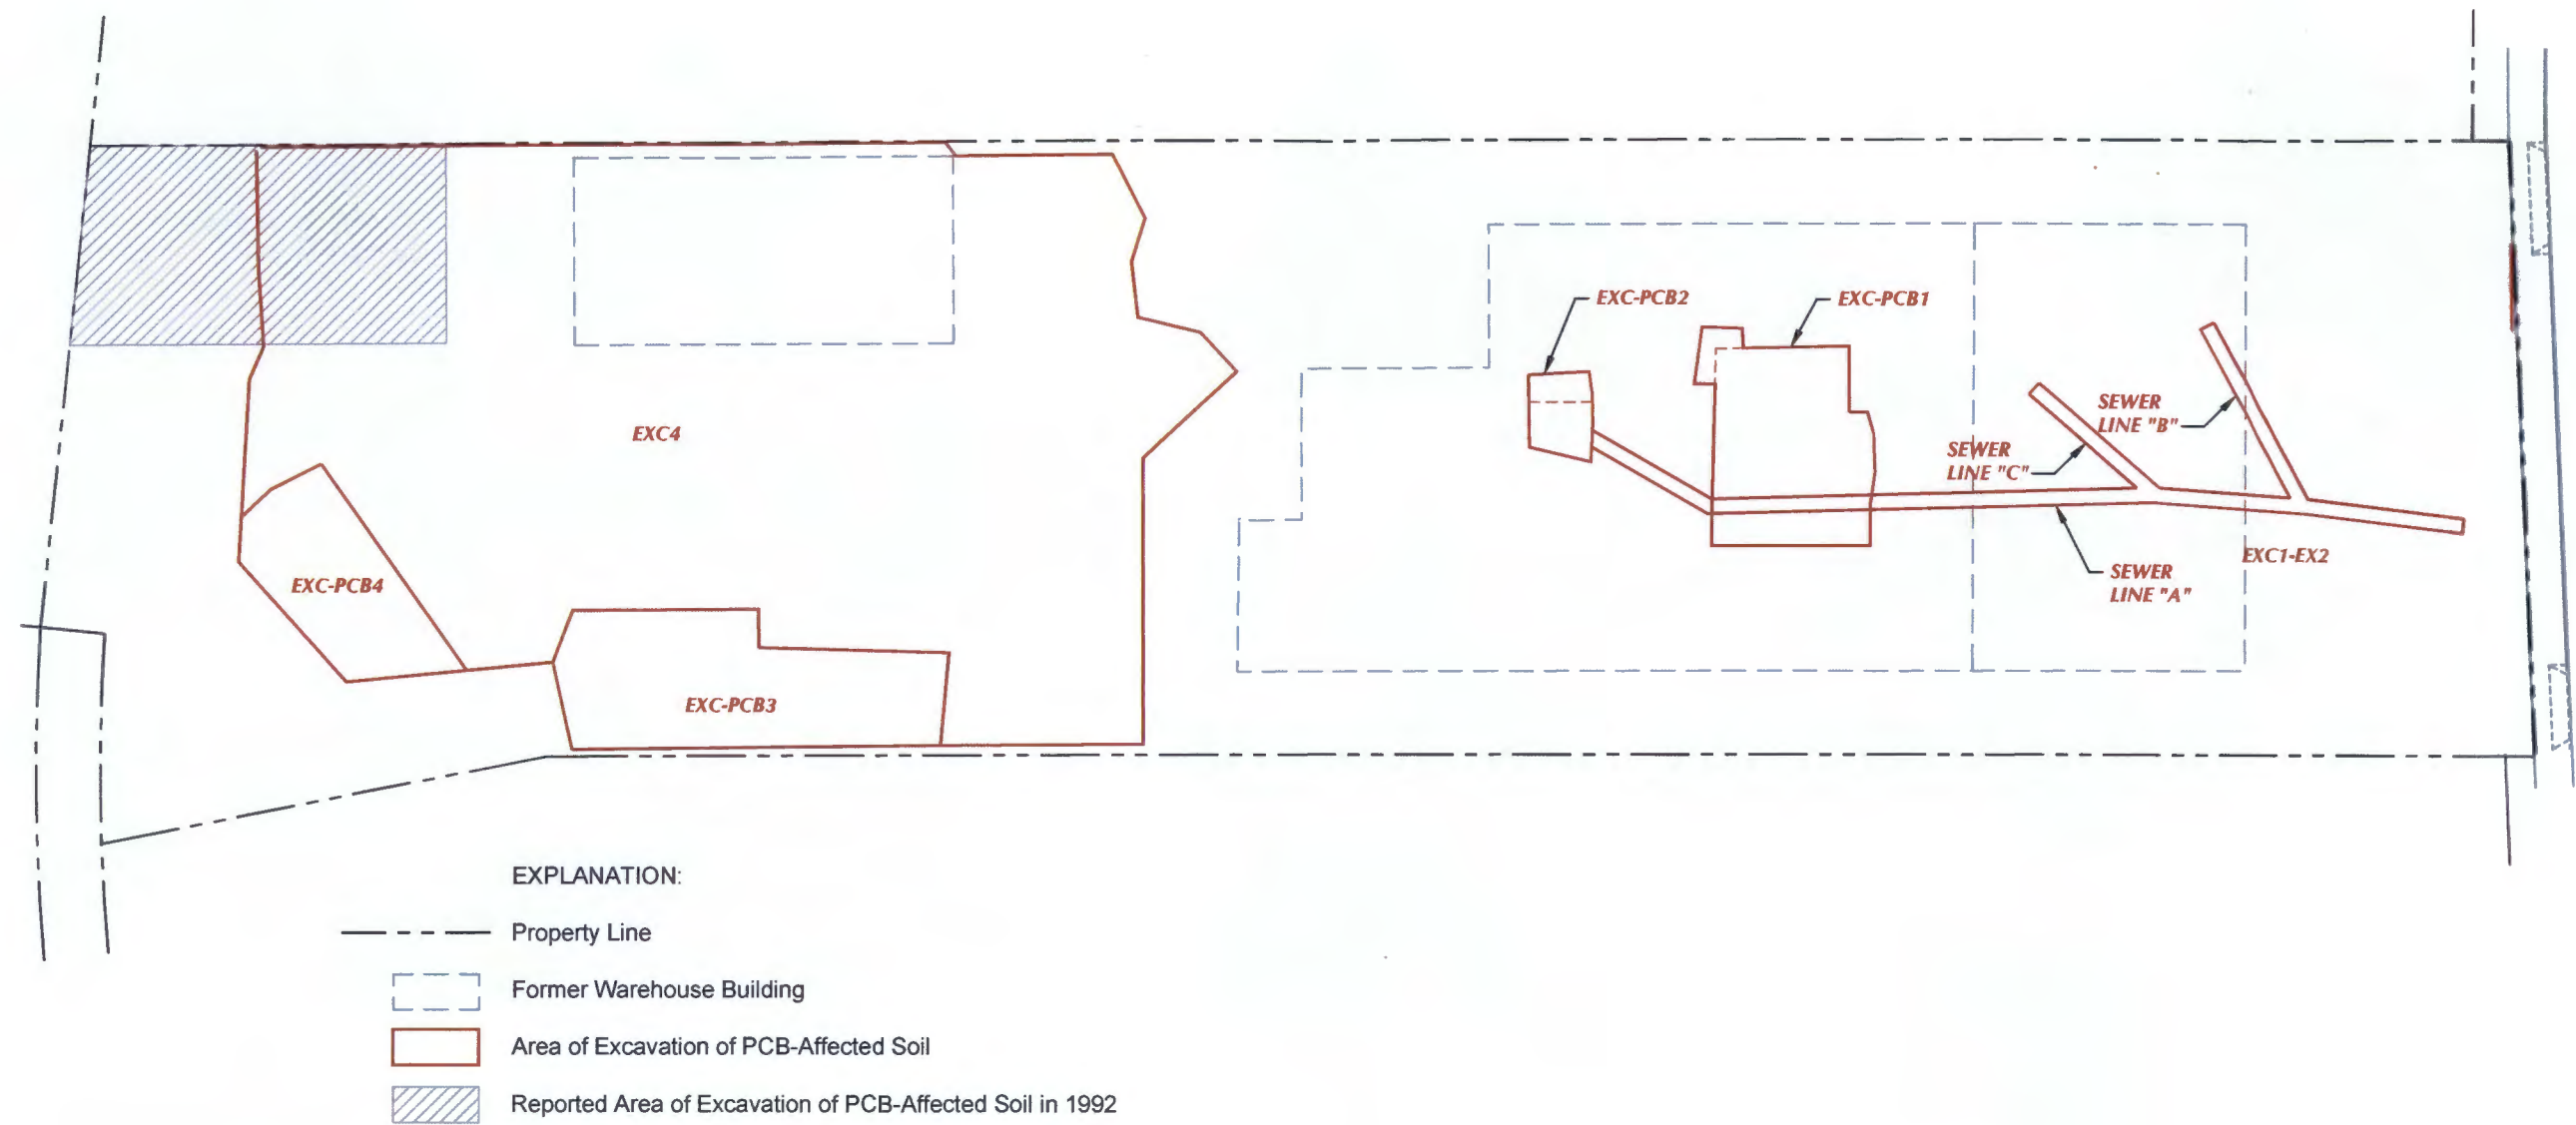 EXC-PCB2
EXC-PCB1
SEWER
LINE "B"
EXC4
SEWER
LINE "C"
EXC1-EX2
SEWER
LINE "A"
EXC-PCB4
EXC-PCB3
EXPLANATION:
Property Line
Former Warehouse Building
Area of Excavation of PCB-Affected Soil
Reported Area of Excavation of PCB-Affected Soil in 1992